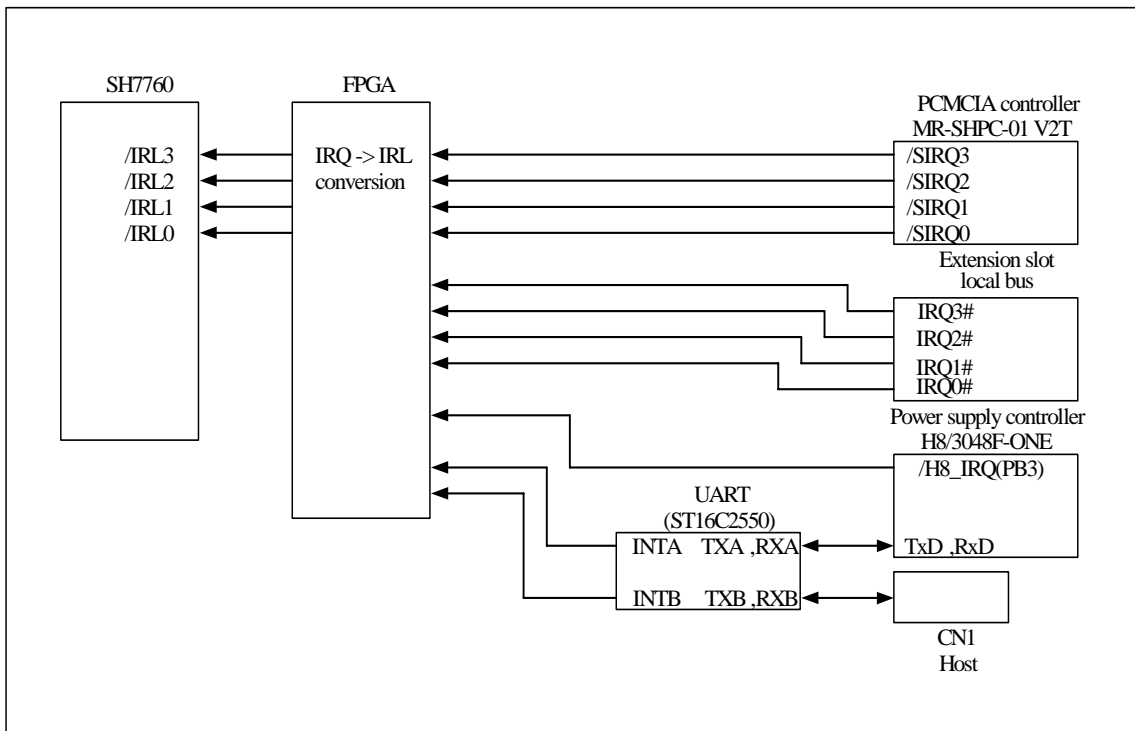 SH7760
/IRL3
/IRL2
/IRL1
/IRL0
FPGA
IRQ -> IRL
conversion
PCMCIA controller
MR-SHPC-01 V2T
/SIRQ3
/SIRQ2
/SIRQ1
/SIRQ0
Extension slot
local bus
IRQ3#
IRQ2#
IRQ1#
IRQ0#
Power supply controller
H8/3048F-ONE
/H8_IRQ(PB3)
TxD ,RxD
UART
(ST16C2550)
INTA TXA ,RXA
INTB TXB ,RXB
CN1
Host